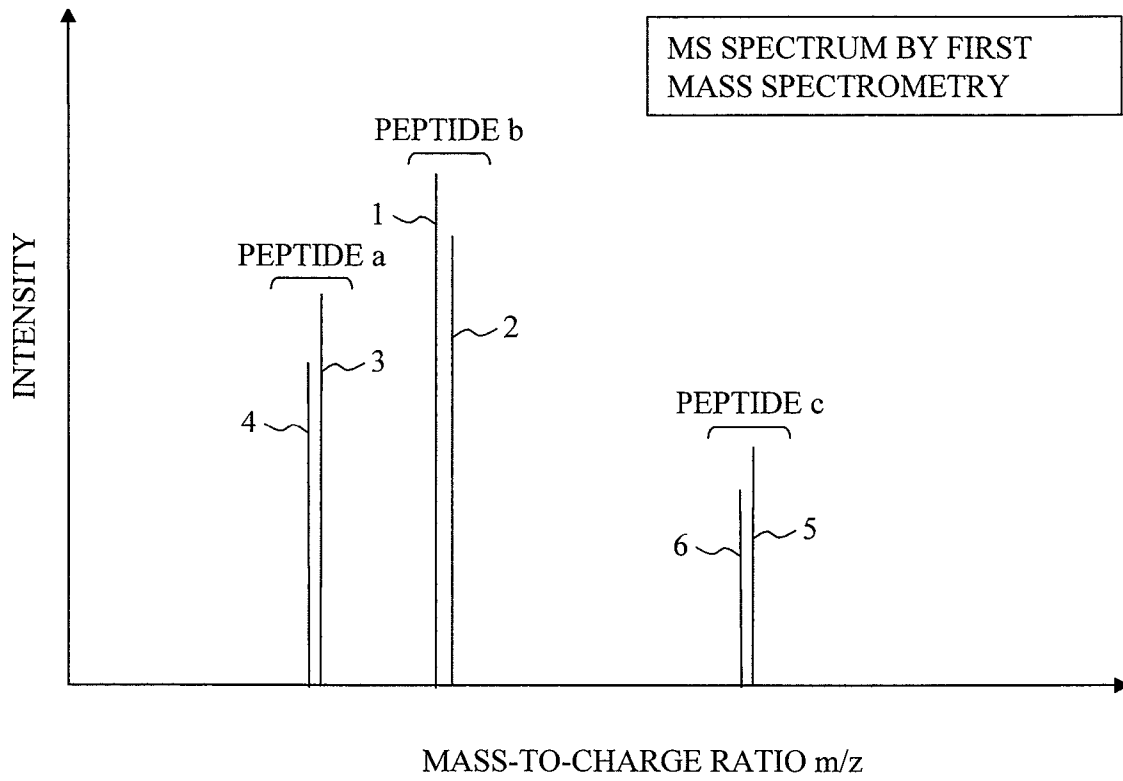 MS SPECTRUM BY FIRST
MASS SPECTROMETRY
PEPTIDE b
1
PEPTIDE a
2
3
4
PEPTIDE c
5
6
INTENSITY
MASS-TO-CHARGE RATIO m/z